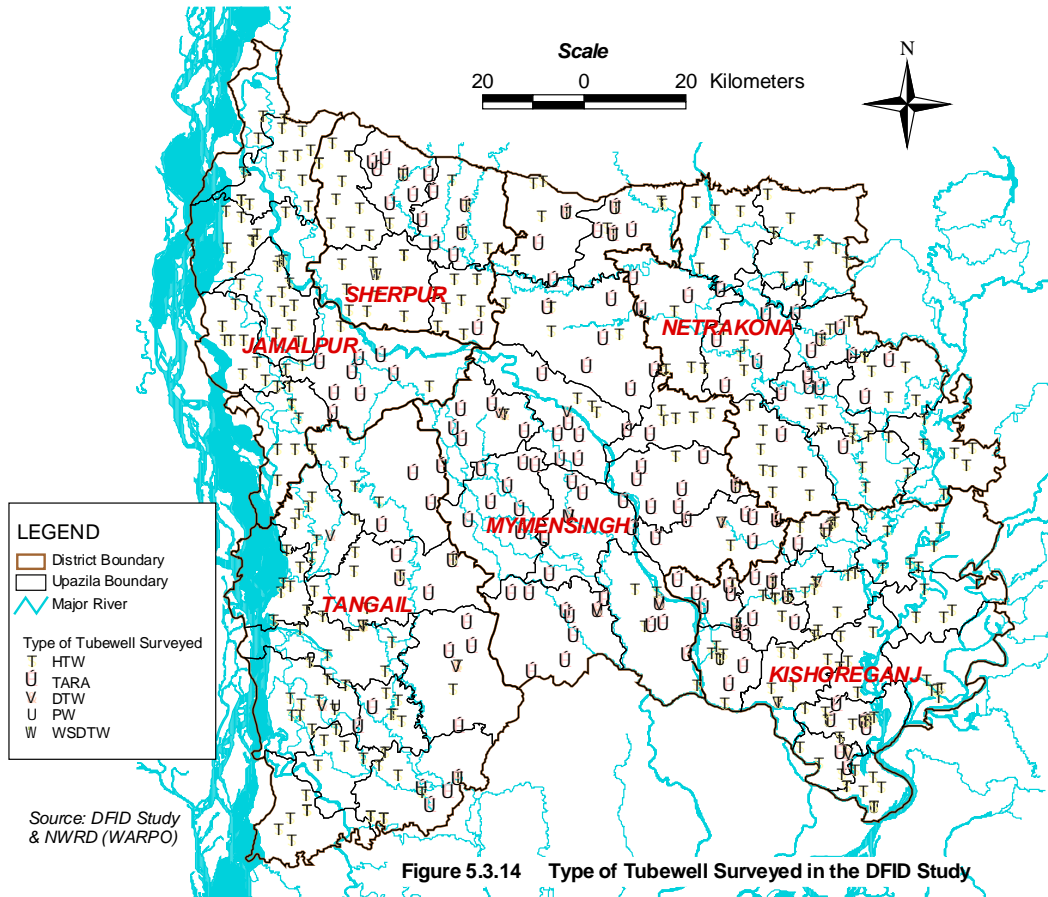 Scale
20 0 20 Kilometers
N
SHERPUR
JAMALPUR
NETRAKONA
MYMENSINGH
TANGAIL
KISHOREGANJ
LEGEND
District Boundary
Upazila Boundary
Major River
Type of Tubewell Surveyed
T HTW
Ú TARA
V DTW
U PW
W WSDTW
Source: DFID Study
& NWRD (WARPO)
Figure 5.3.14 Type of Tubewell Surveyed in the DFID Study